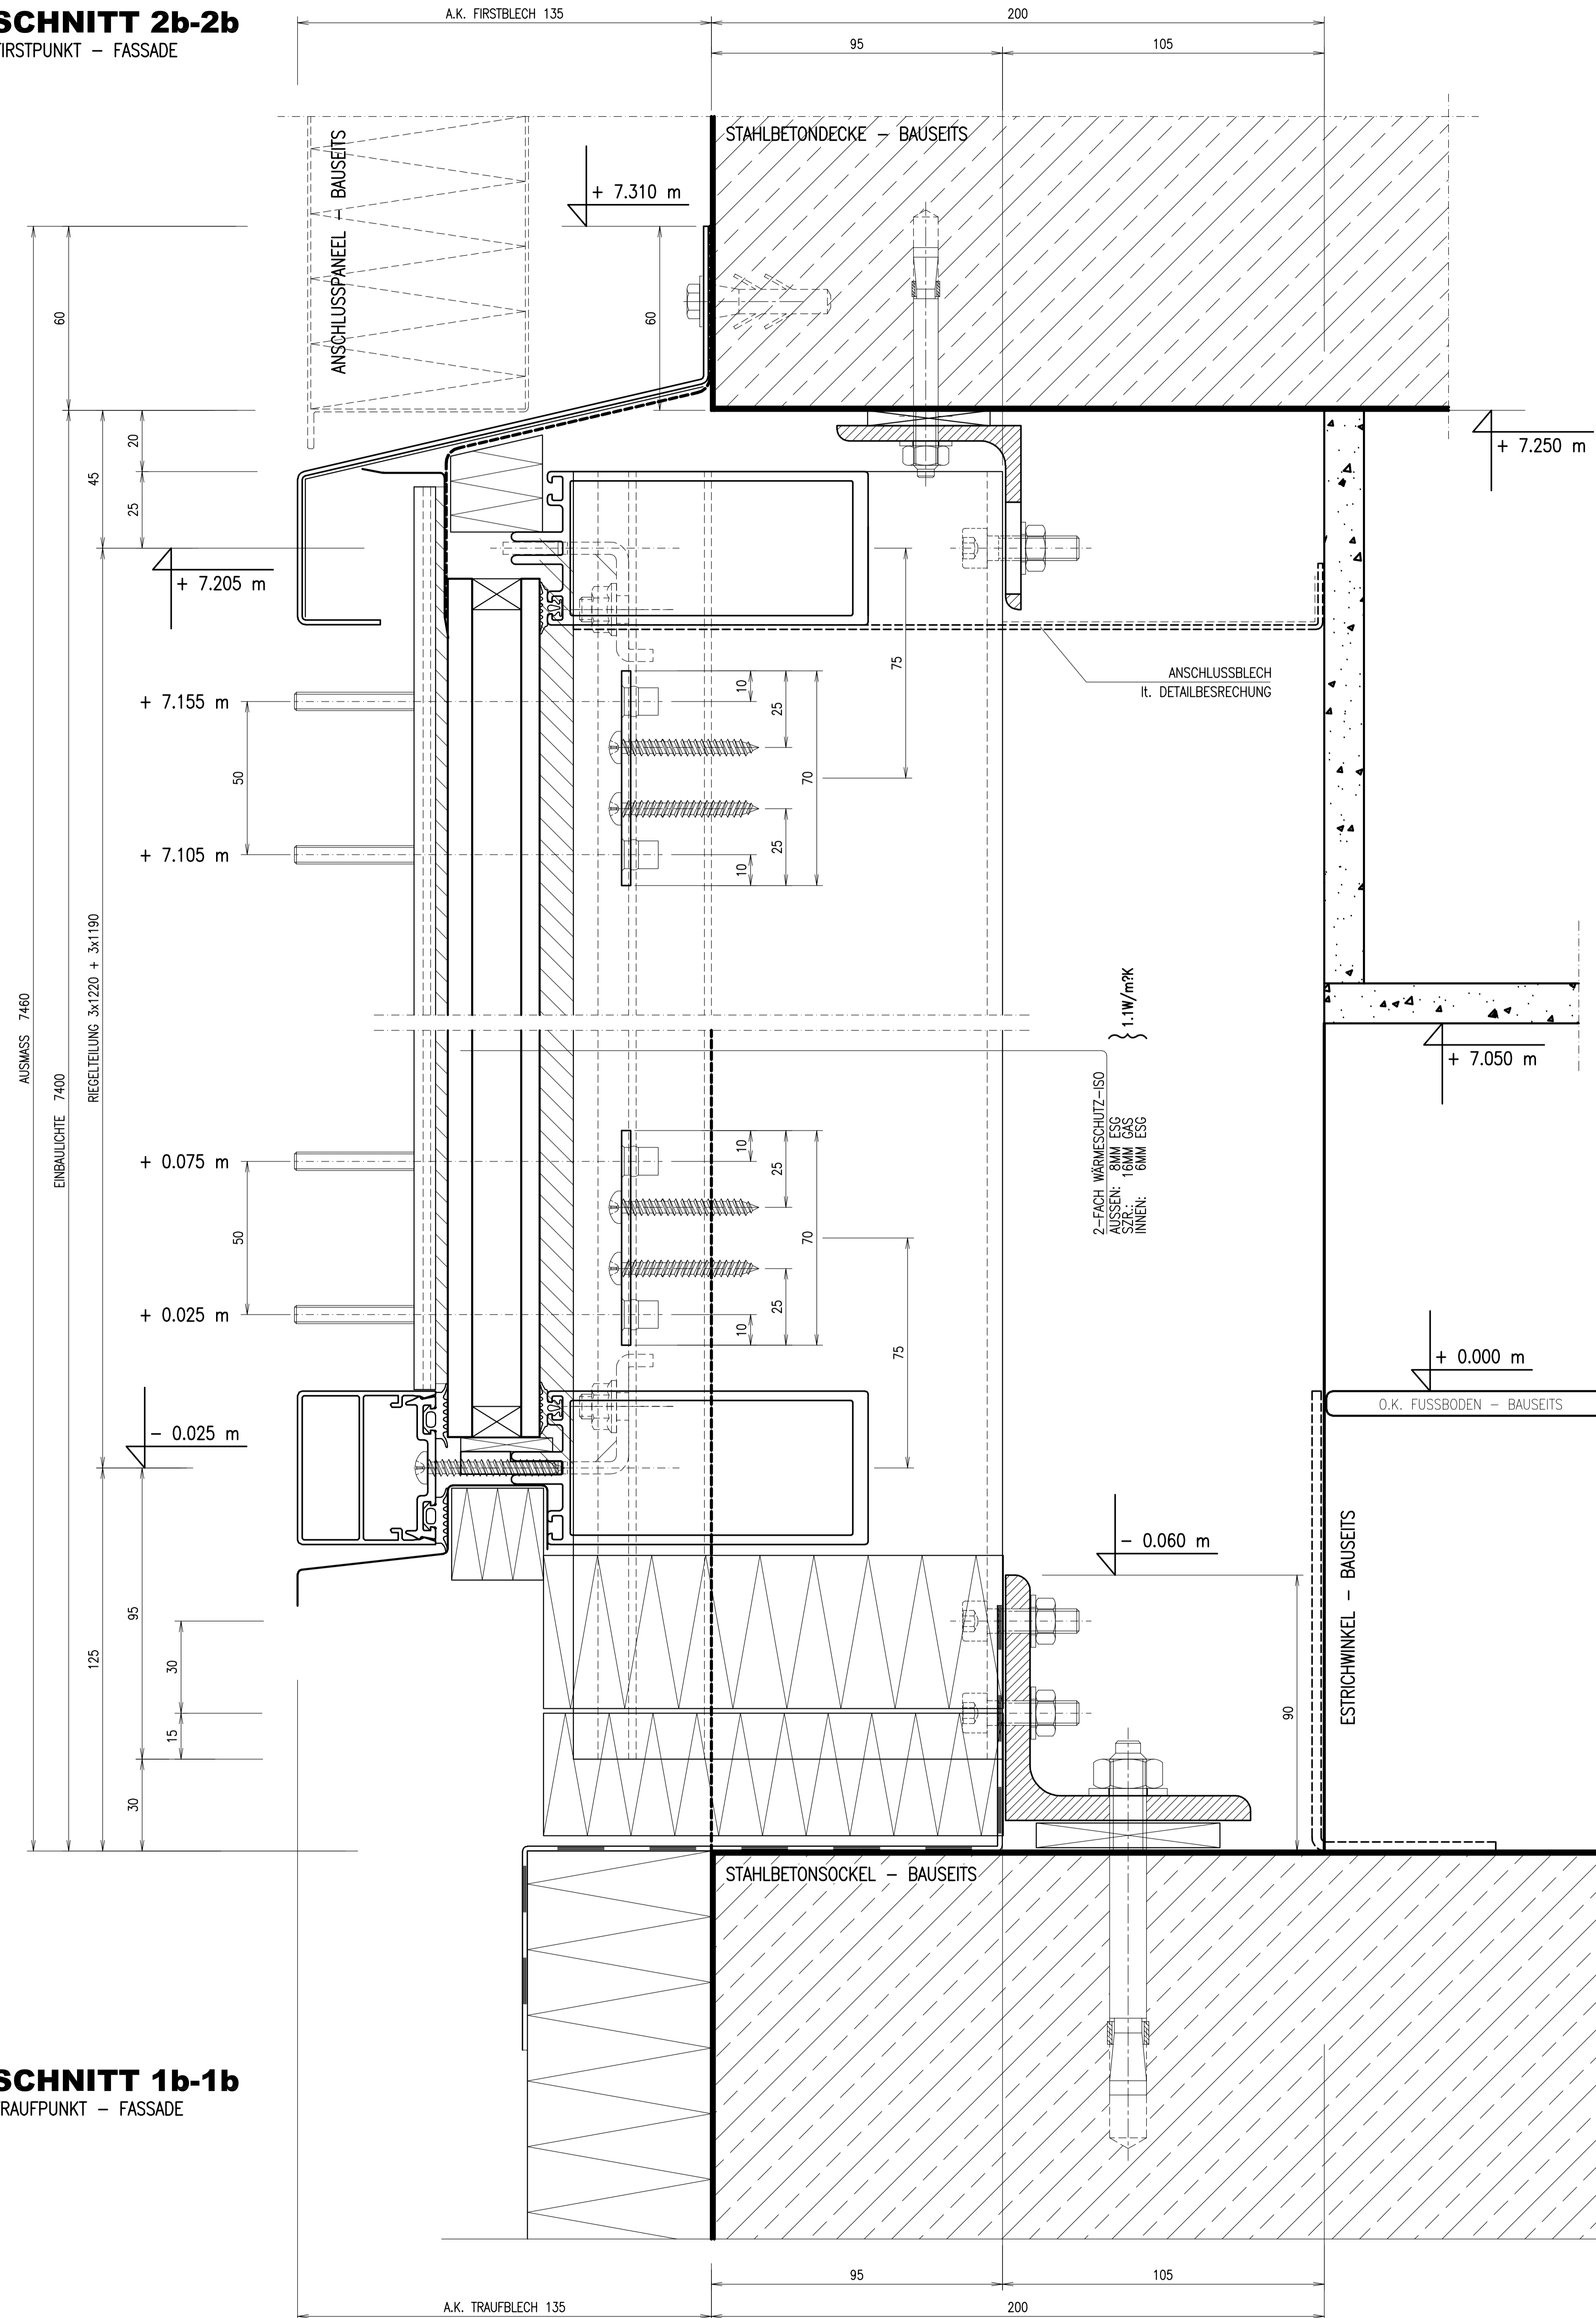 SCHNITT 2b-2b
FIRSTPUNKT – FASSADE
A.K. FIRSTBLECH 135
200
95
105
STAHLBETONDECKE – BAUSEITS
ANSCHLUSSPANEEL – BAUSEITS
+ 7.310 m
60
60
20
45
25
+ 7.250 m
+ 7.205 m
75
ANSCHLUSSBLECH
lt. DETAILBESRECHUNG
+ 7.155 m
10
25
50
70
+ 7.105 m
25
10
AUSMASS 7460
EINBAULICHTE 7400
RIEGELTEILUNG 3x1220 + 3x1190
1.1W/m?K
+ 7.050 m
2-FACH WÄRMESCHUTZ-ISO
AUSSEN: 8MM ESG
SZR.: 16MM GAS
INNEN: 6MM ESG
+ 0.075 m
10
25
50
70
+ 0.025 m
25
10
75
+ 0.000 m
O.K. FUSSBODEN – BAUSEITS
- 0.025 m
- 0.060 m
ESTRICHWINKEL – BAUSEITS
95
125
30
15
30
90
STAHLBETONSOCKEL – BAUSEITS
SCHNITT 1b-1b
TRAUFPUNKT – FASSADE
95
105
A.K. TRAUFBLECH 135
200